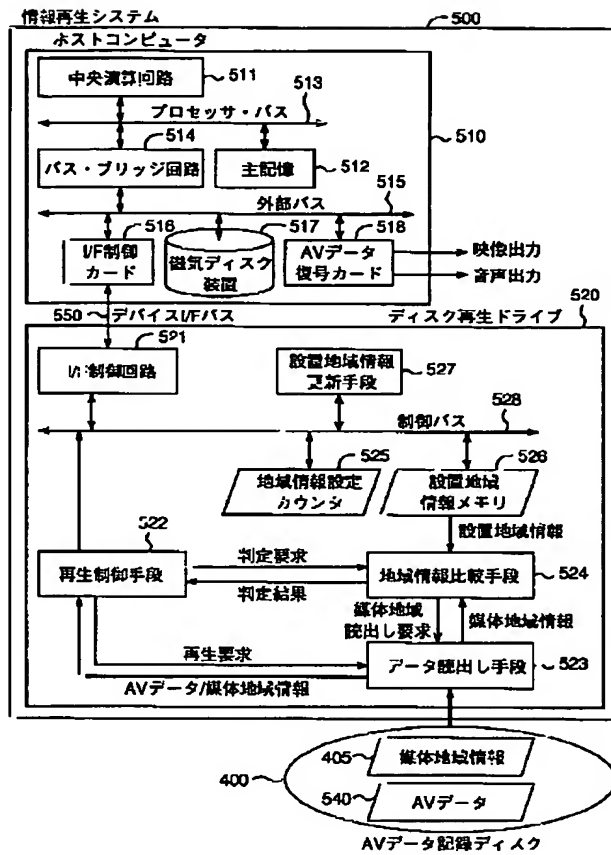 情報再生システム
500
ホストコンピュータ
中央演算回路
511
プロセッサ・バス
513
510
514
バス・ブリッジ回路
主記憶
512
外部バス
515
516
517
518
I/F制御
カード
磁気ディスク
装置
AVデータ
復号カード
映像出力
音声出力
550
デバイスI/Fバス
ディスク再生ドライブ
520
521
I/F制御回路
設置地域情報
更新手段
527
制御バス
528
525
526
地域情報設定
カウンタ
設置地域
情報メモリ
設置地域情報
522
再生制御手段
判定要求
判定結果
地域情報比較手段
524
媒体地域
読出し要求
媒体地域情報
再生要求
データ読出し手段
523
AVデータ/媒体地域情報
400
405
媒体地域情報
540
AVデータ
AVデータ記録ディスク